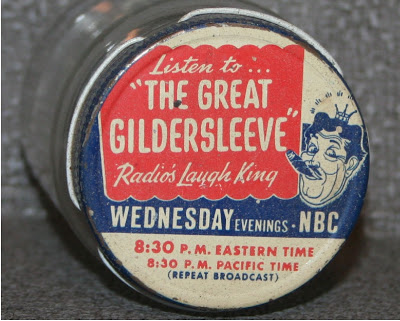 Listen to...
"THE GREAT
GILDERSLEEVE"
Radio's Laugh King
WEDNESDAY EVENINGS · NBC
8:30 P.M. EASTERN TIME
8:30 P.M. PACIFIC TIME
(REPEAT BROADCAST)